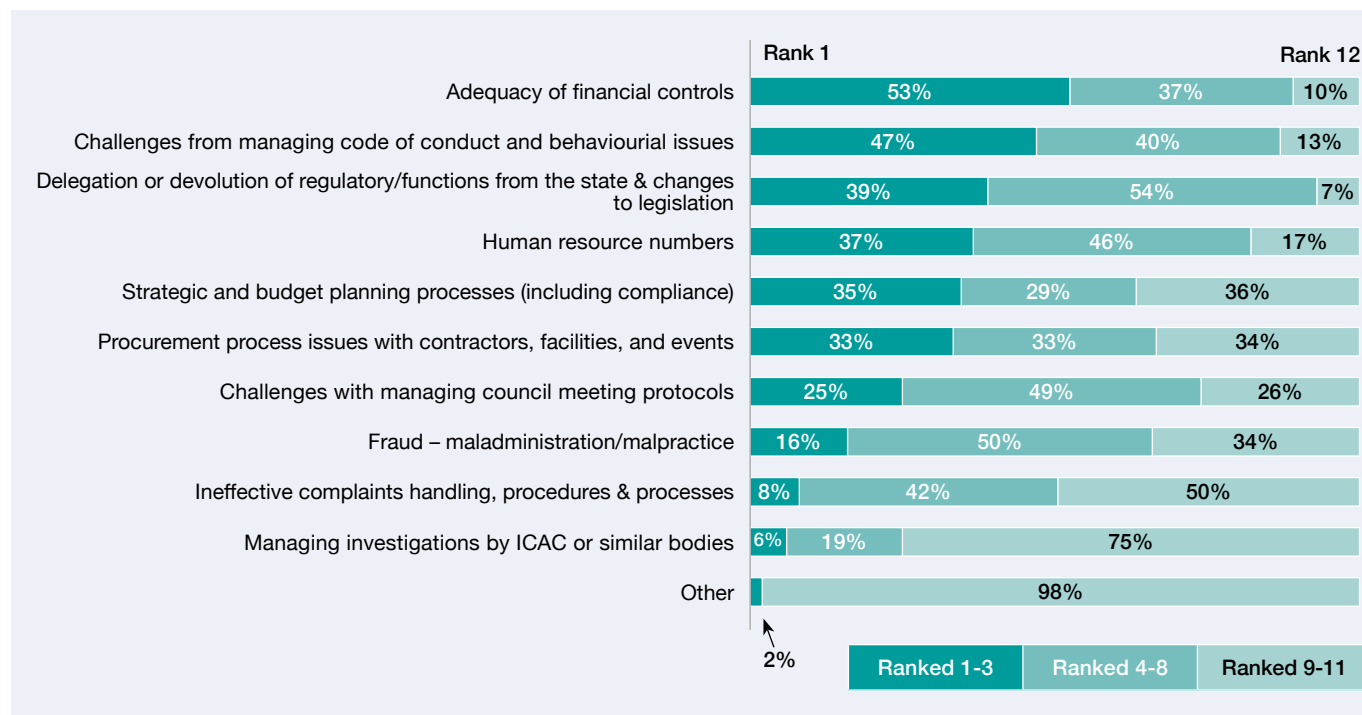 Rank 1 Rank 12
Adequacy of financial controls 53% 37% 10%
Challenges from managing code of conduct and behaviourial issues 47% 40% 13%
Delegation or devolution of regulatory/functions from the state & changes
to legislation 39% 54% 7%
Human resource numbers 37% 46% 17%
Strategic and budget planning processes (including compliance) 35% 29% 36%
Procurement process issues with contractors, facilities, and events 33% 33% 34%
Challenges with managing council meeting protocols 25% 49% 26%
Fraud – maladministration/malpractice 16% 50% 34%
Ineffective complaints handling, procedures & processes 8% 42% 50%
Managing investigations by ICAC or similar bodies 6% 19% 75%
Other 98%
2%
Ranked 1-3 Ranked 4-8 Ranked 9-11